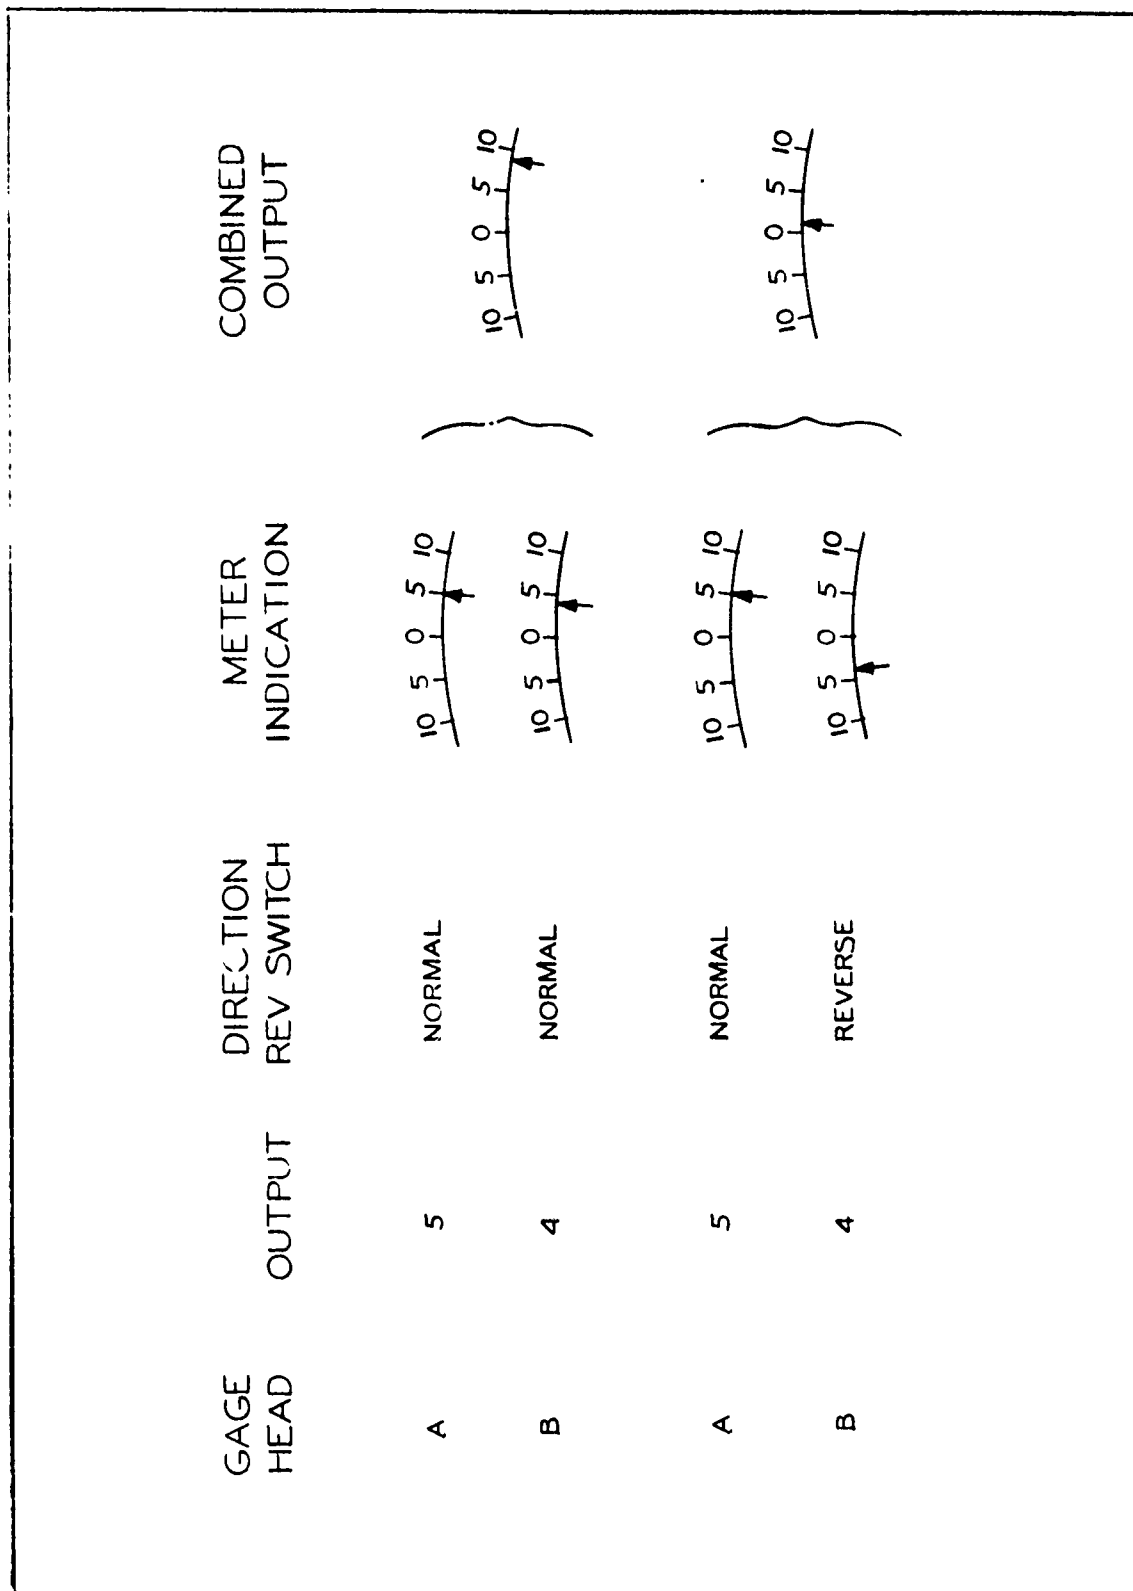 GAGE HEAD OUTPUT DIRECTION REV SWITCH METER INDICATION COMBINED OUTPUT
A 5 NORMAL 10 5 0 5 10
B 4 NORMAL 10 5 0 5 10
10 5 0 5 10
A 5 NORMAL 10 5 0 5 10
B 4 REVERSE 10 5 0 5 10
10 5 0 5 10